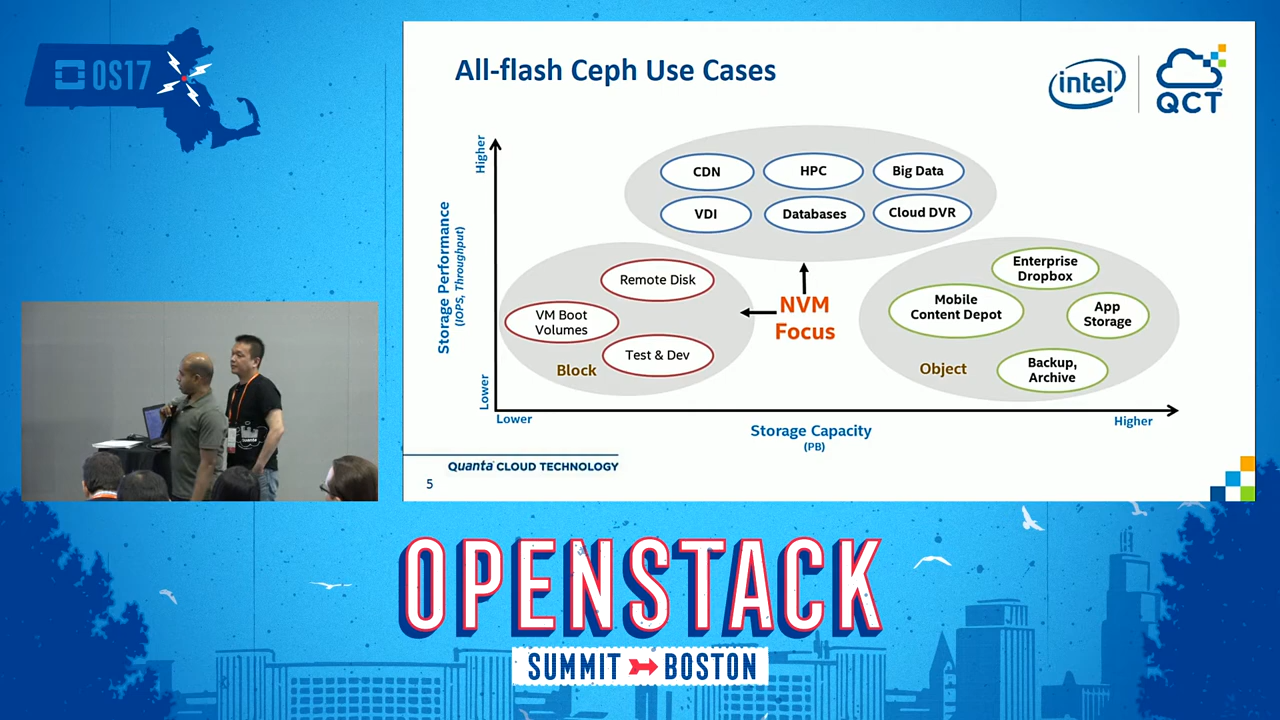 OS17
All-flash Ceph Use Cases
intel
QCT
Higher
Storage Performance
(IOPS, Throughput)
Lower
CDN
HPC
Big Data
VDI
Databases
Cloud DVR
Remote Disk
VM Boot
Volumes
Test & Dev
Block
NVM
Focus
Enterprise
Dropbox
Mobile
Content Depot
App
Storage
Backup,
Archive
Object
Lower
Higher
Storage Capacity
(PB)
Quanta CLOUD TECHNOLOGY
5
OPENSTACK
SUMMIT BOSTON